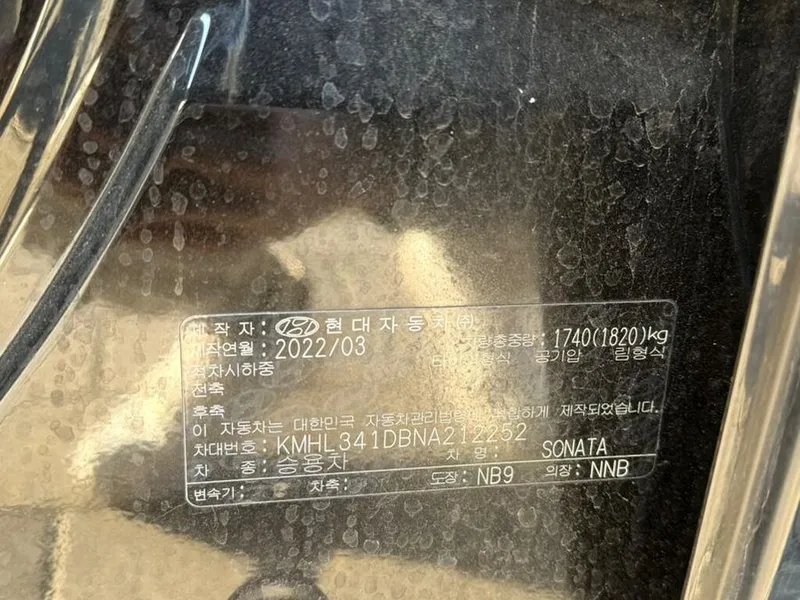 제작자: 현대자동차(주)
제작연월: 2022/03 차량총중량: 1740(1820)kg
정차시하중 타이어형식 공기압 림형식
전축
후축
이 자동차는 대한민국 자동차관리법령에 적합하게 제작되었습니다.
차대번호: KMHL341DBNA212252
차 종: 승용차 차 명: SONATA
변속기: 차축: 도장: NB9 의장: NNB